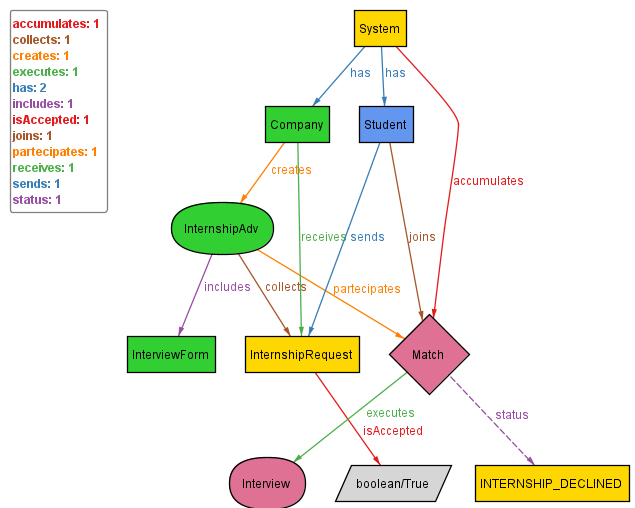 accumulates: 1
collects: 1
creates: 1
executes: 1
has: 2
includes: 1
isAccepted: 1
joins: 1
partecipates: 1
receives: 1
sends: 1
status: 1
System
has
has
Company
Student
creates
accumulates
InternshipAdv
receives
sends
joins
includes
collects
partecipates
InterviewForm
InternshipRequest
Match
executes
isAccepted
status
Interview
boolean/True
INTERNSHIP_DECLINED